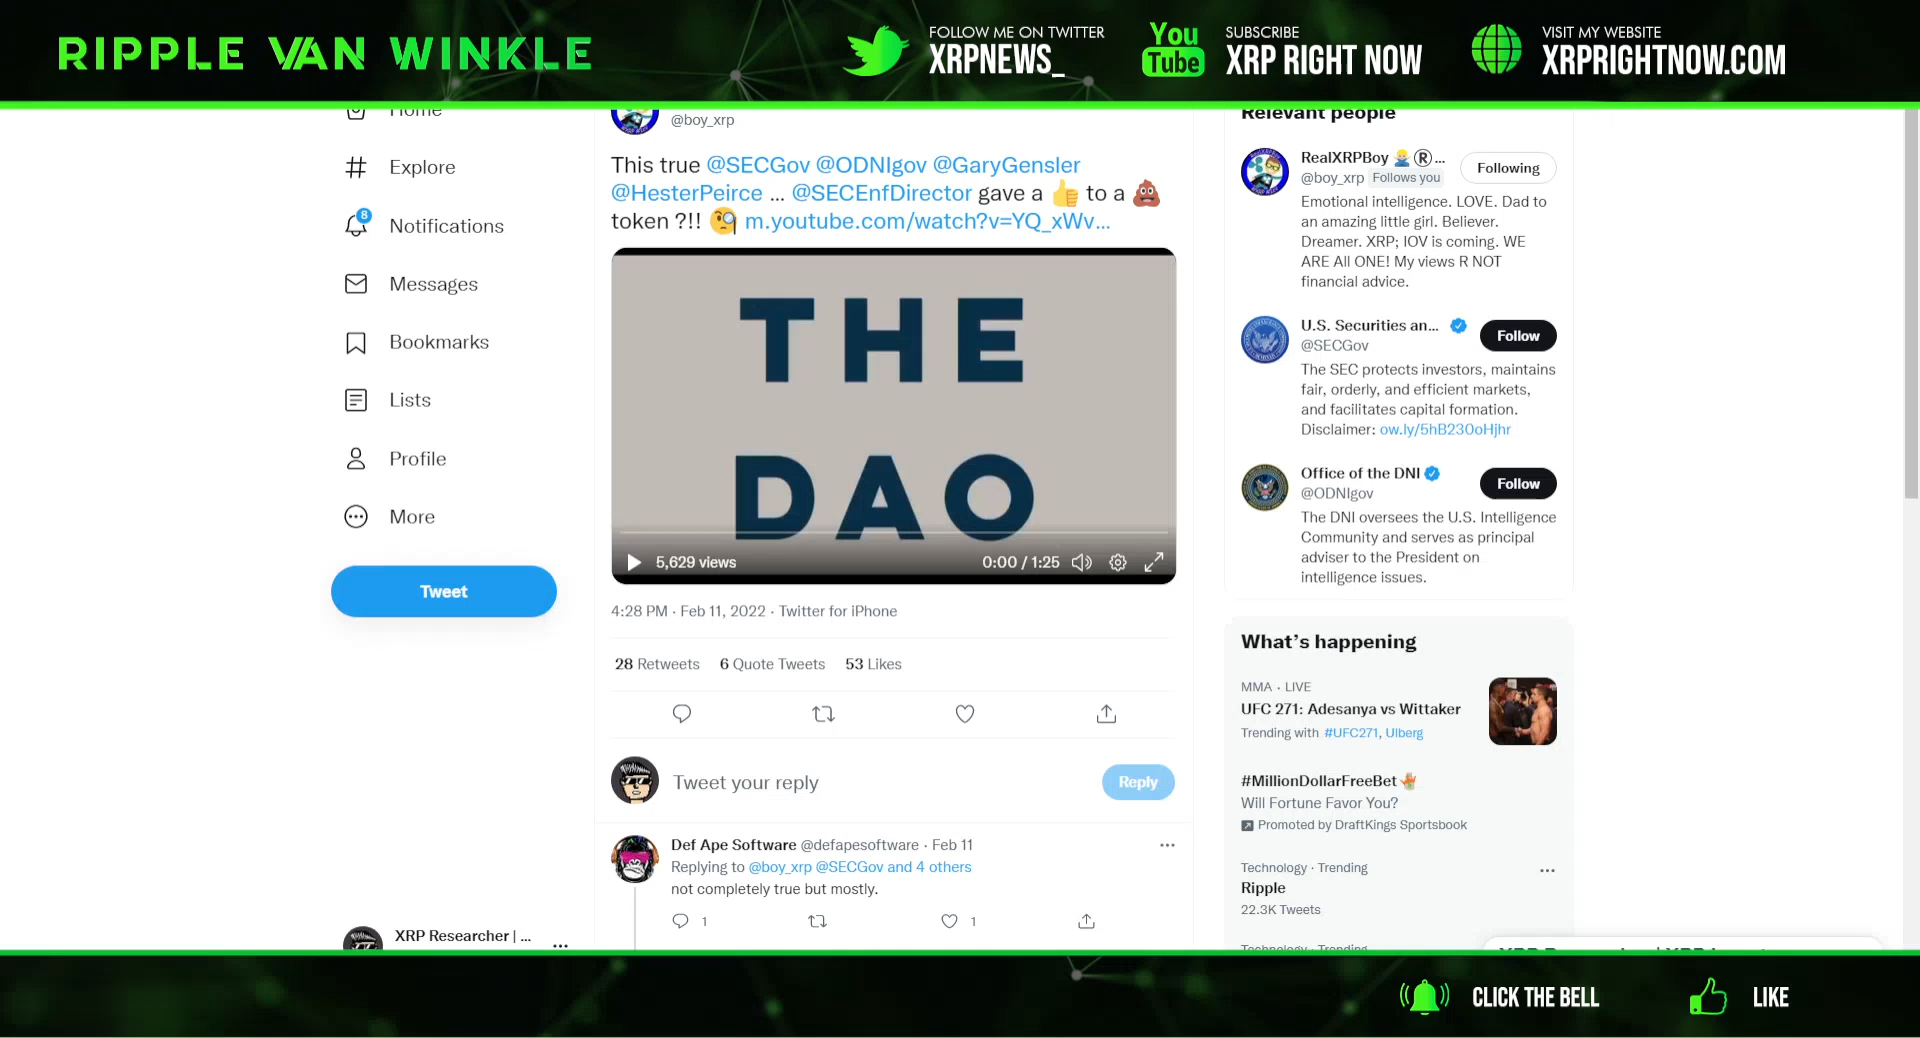 RIPPLE VAN WINKLE
FOLLOW ME ON TWITTER
XRPNEWS_
You
Tube
SUBSCRIBE
XRP RIGHT NOW
VISIT MY WEBSITE
XRPRIGHTNOW.COM
Home
Explore
8
Notifications
Messages
Bookmarks
Lists
Profile
More
Tweet
XRP Researcher | ...
@boy_xrp
This true @SECGov @ODNIgov @GaryGensler
@HesterPeirce ... @SECEnfDirector gave a 👍 to a 💩
token ?!! 🧐 m.youtube.com/watch?v=YQ_xWv...
THE
DAO
5,629 views
0:00 / 1:25
4:28 PM · Feb 11, 2022 · Twitter for iPhone
28 Retweets 6 Quote Tweets 53 Likes
Tweet your reply
Reply
Def Ape Software @defapesoftware · Feb 11
Replying to @boy_xrp @SECGov and 4 others
not completely true but mostly.
1
1
Relevant people
RealXRPBoy ®...
@boy_xrp Follows you
Following
Emotional intelligence. LOVE. Dad to
an amazing little girl. Believer.
Dreamer. XRP; IOV is coming. WE
ARE All ONE! My views R NOT
financial advice.
U.S. Securities an...
@SECGov
Follow
The SEC protects investors, maintains
fair, orderly, and efficient markets,
and facilitates capital formation.
Disclaimer: ow.ly/5hB230oHjhr
Office of the DNI
@ODNIgov
Follow
The DNI oversees the U.S. Intelligence
Community and serves as principal
adviser to the President on
intelligence issues.
What's happening
MMA · LIVE
UFC 271: Adesanya vs Wittaker
Trending with #UFC271, Ulberg
#MillionDollarFreeBet
Will Fortune Favor You?
Promoted by DraftKings Sportsbook
Technology · Trending
Ripple
22.3K Tweets
Technology · Trending
CLICK THE BELL
LIKE